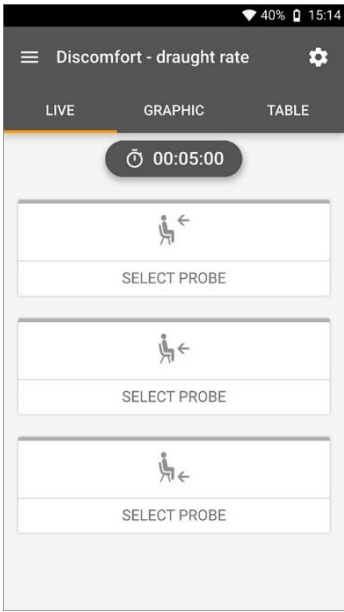 40% 15:14
Discomfort - draught rate
LIVE GRAPHIC TABLE
00:05:00
SELECT PROBE
SELECT PROBE
SELECT PROBE